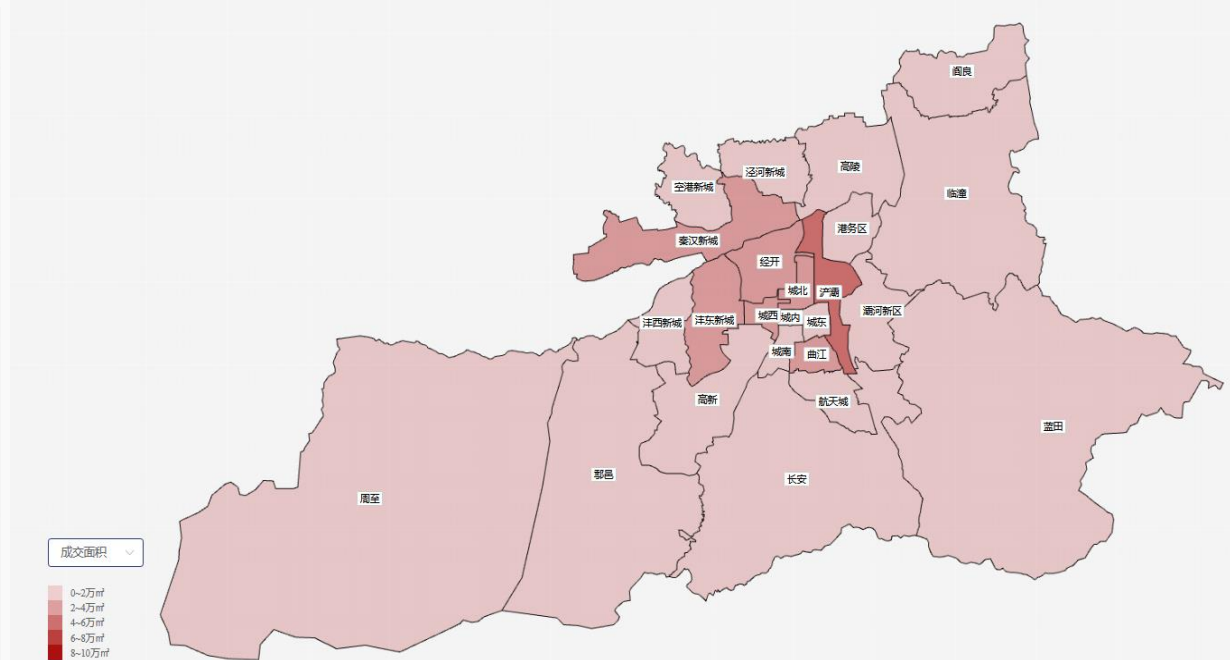 阎良
高陵
泾河新城
空港新城
临潼
港务区
秦汉新城
经开
城北
浐灞
灞河新区
城西
城内
城东
沣西新城
沣东新城
城南
曲江
高新
航天城
蓝田
鄠邑
长安
周至
成交面积
0~2万㎡
2~4万㎡
4~6万㎡
6~8万㎡
8~10万㎡